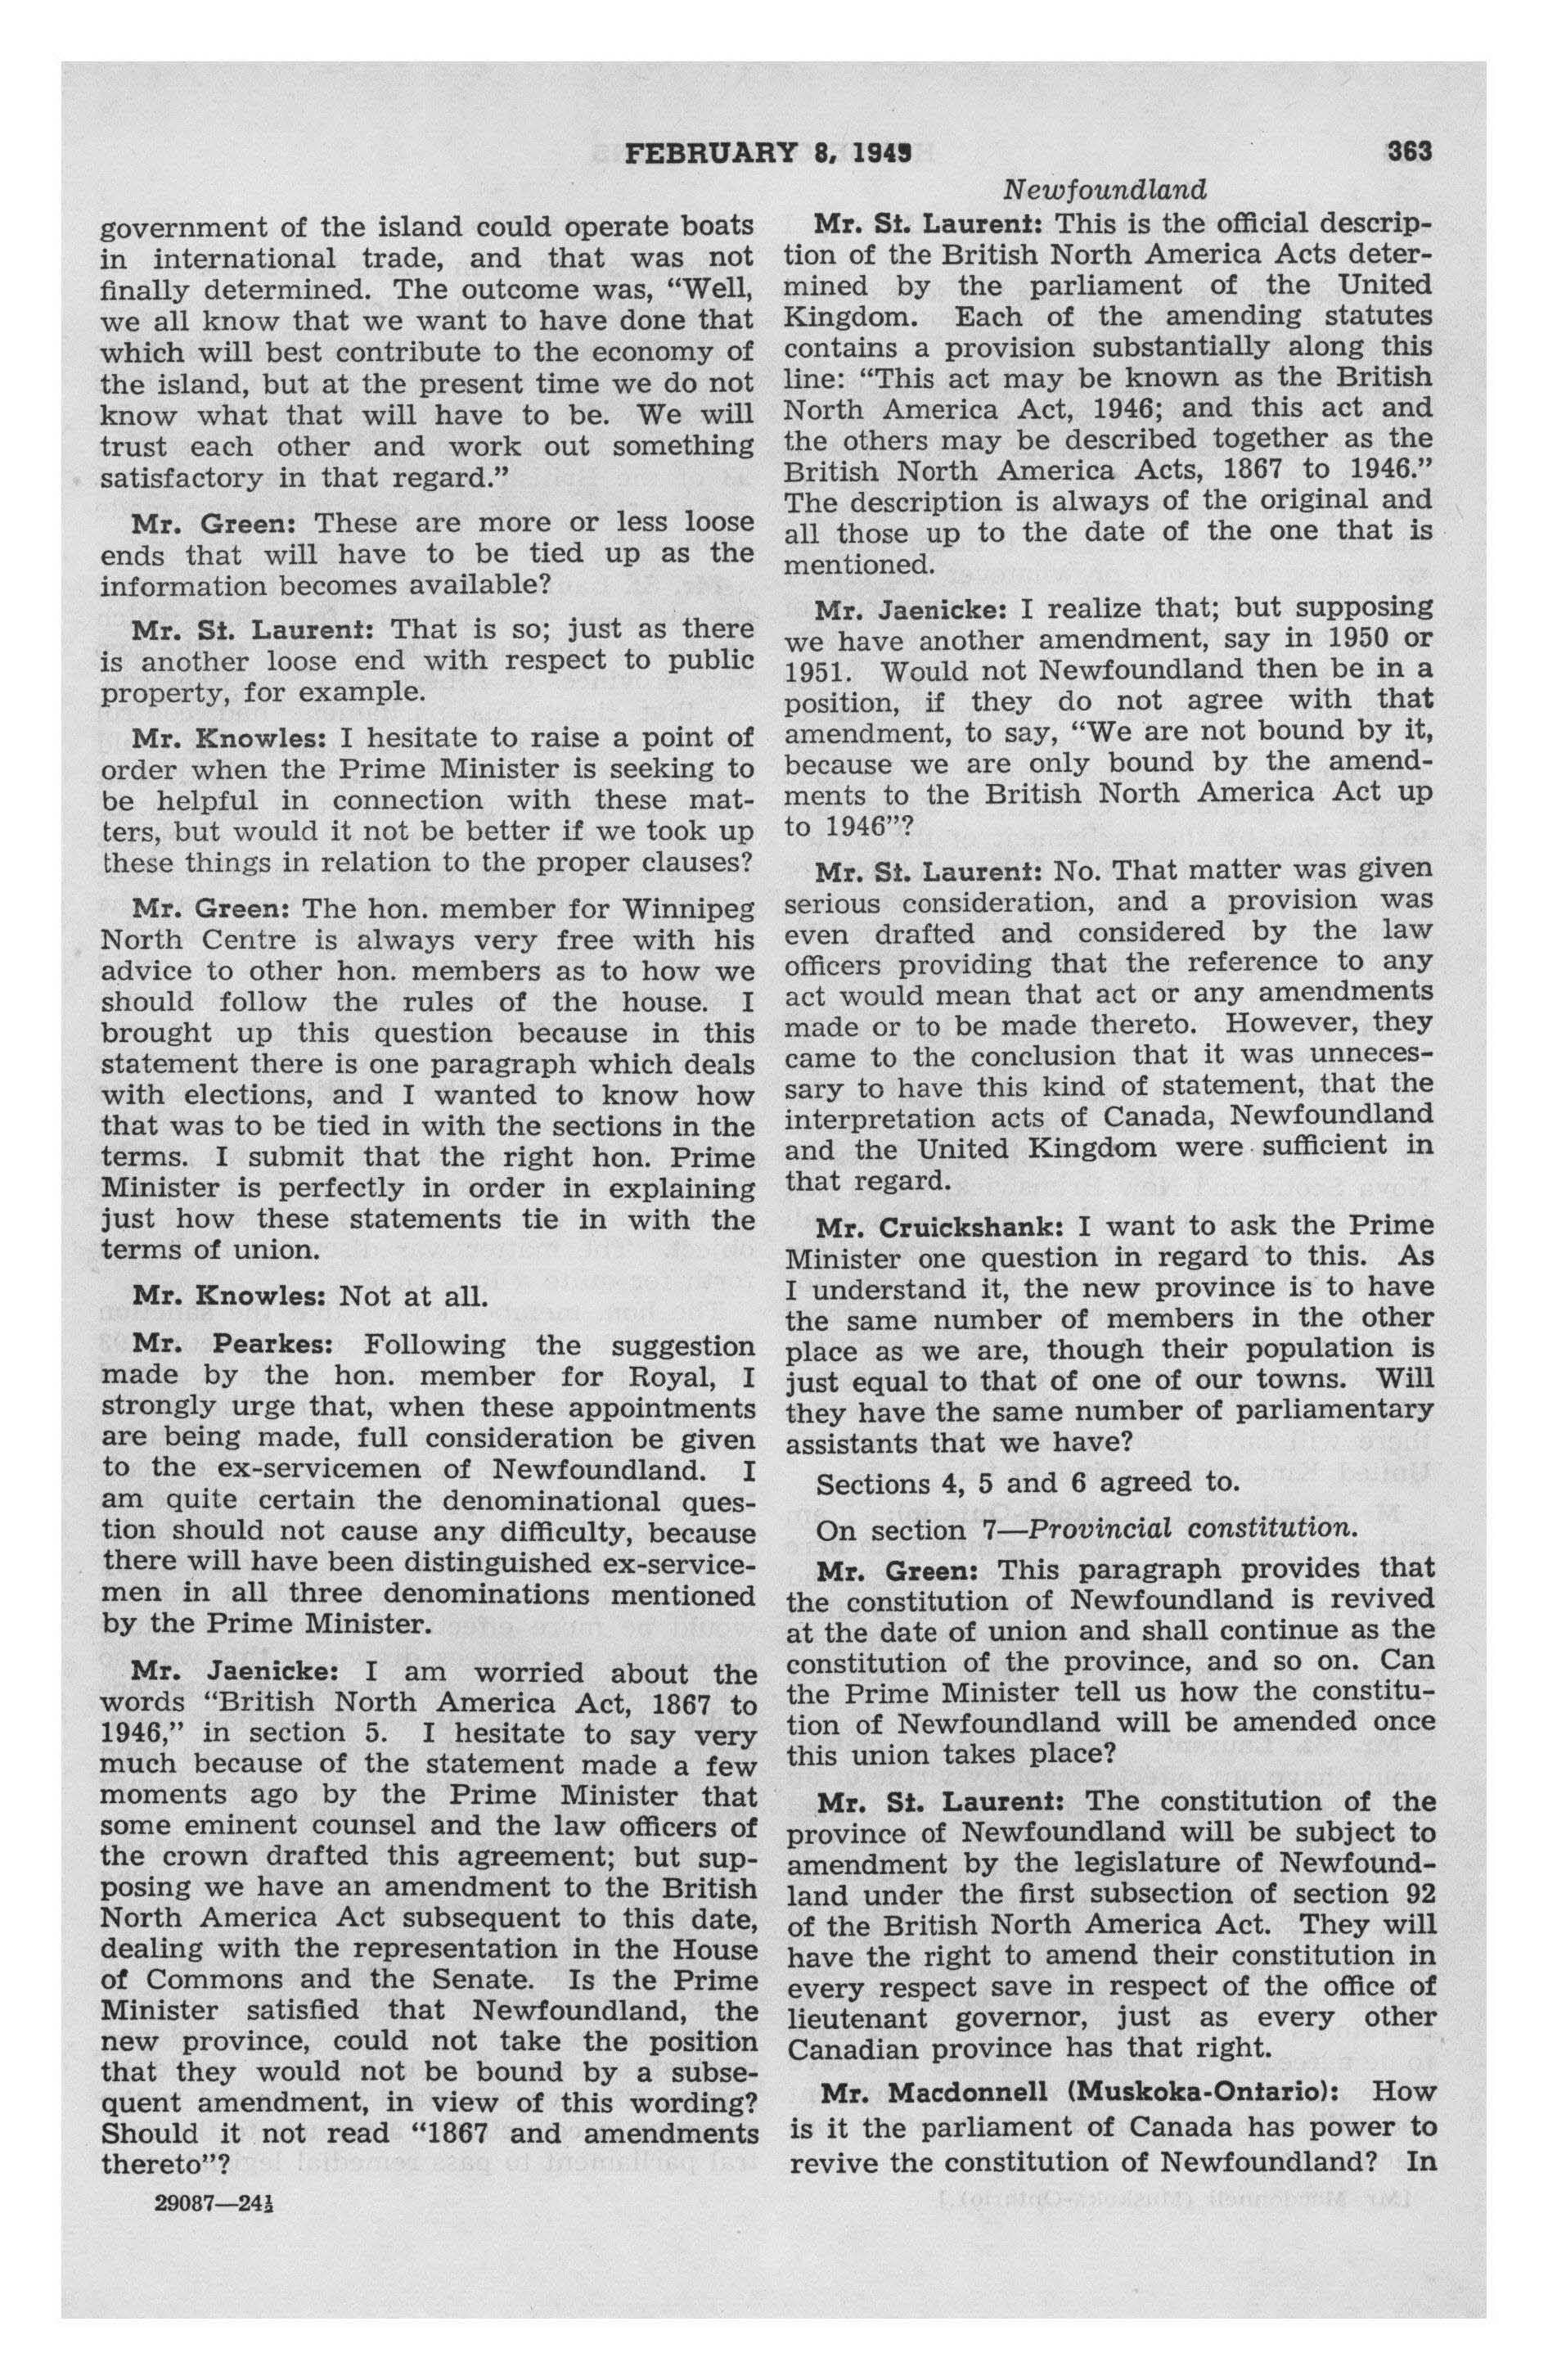 FEBRUARY 8, 1949 363
Newfoundland
government of the island could operate boats
in international trade, and that was not
finally determined. The outcome was, "Well,
we all know that we want to have done that
which will best contribute to the economy of
the island, but at the present time we do not
know what that will have to be. We will
trust each other and work out something
satisfactory in that regard."
Mr. Green: These are more or less loose
ends that will have to be tied up as the
information becomes available?
Mr. St. Laurent: That is so; just as there
is another loose end with respect to public
property, for example.
Mr. Knowles: I hesitate to raise a point of
order when the Prime Minister is seeking to
be helpful in connection with these mat-
ters, but would it not be better if we took up
these things in relation to the proper clauses?
Mr. Green: The hon. member for Winnipeg
North Centre is always very free with his
advice to other hon. members as to how we
should follow the rules of the house. I
brought up this question because in this
statement there is one paragraph which deals
with elections, and I wanted to know how
that was to be tied in with the sections in the
terms. I submit that the right hon. Prime
Minister is perfectly in order in explaining
just how these statements tie in with the
terms of union.
Mr. Knowles: Not at all.
Mr. Pearkes: Following the suggestion
made by the hon. member for Royal, I
strongly urge that, when these appointments
are being made, full consideration be given
to the ex-servicemen of Newfoundland. I
am quite certain the denominational ques-
tion should not cause any difficulty, because
there will have been distinguished ex-service-
men in all three denominations mentioned
by the Prime Minister.
Mr. Jaenicke: I am worried about the
words "British North America Act, 1867 to
1946," in section 5. I hesitate to say very
much because of the statement made a few
moments ago by the Prime Minister that
some eminent counsel and the law officers of
the crown drafted this agreement; but sup-
posing we have an amendment to the British
North America Act subsequent to this date,
dealing with the representation in the House
of Commons and the Senate. Is the Prime
Minister satisfied that Newfoundland, the
new province, could not take the position
that they would not be bound by a subse-
quent amendment, in view of this wording?
Should it not read "1867 and amendments
thereto"?
29087—24½
Mr. St. Laurent: This is the official descrip-
tion of the British North America Acts deter-
mined by the parliament of the United
Kingdom. Each of the amending statutes
contains a provision substantially along this
line: "This act may be known as the British
North America Act, 1946; and this act and
the others may be described together as the
British North America Acts, 1867 to 1946."
The description is always of the original and
all those up to the date of the one that is
mentioned.
Mr. Jaenicke: I realize that; but supposing
we have another amendment, say in 1950 or
1951. Would not Newfoundland then be in a
position, if they do not agree with that
amendment, to say, "We are not bound by it,
because we are only bound by the amend-
ments to the British North America Act up
to 1946"?
Mr. St. Laurent: No. That matter was given
serious consideration, and a provision was
even drafted and considered by the law
officers providing that the reference to any
act would mean that act or any amendments
made or to be made thereto. However, they
came to the conclusion that it was unneces-
sary to have this kind of statement, that the
interpretation acts of Canada, Newfoundland
and the United Kingdom were sufficient in
that regard.
Mr. Cruickshank: I want to ask the Prime
Minister one question in regard to this. As
I understand it, the new province is to have
the same number of members in the other
place as we are, though their population is
just equal to that of one of our towns. Will
they have the same number of parliamentary
assistants that we have?
Sections 4, 5 and 6 agreed to.
On section 7—Provincial constitution.
Mr. Green: This paragraph provides that
the constitution of Newfoundland is revived
at the date of union and shall continue as the
constitution of the province, and so on. Can
the Prime Minister tell us how the constitu-
tion of Newfoundland will be amended once
this union takes place?
Mr. St. Laurent: The constitution of the
province of Newfoundland will be subject to
amendment by the legislature of Newfound-
land under the first subsection of section 92
of the British North America Act. They will
have the right to amend their constitution in
every respect save in respect of the office of
lieutenant governor, just as every other
Canadian province has that right.
Mr. Macdonnell (Muskoka-Ontario): How
is it the parliament of Canada has power to
revive the constitution of Newfoundland? In